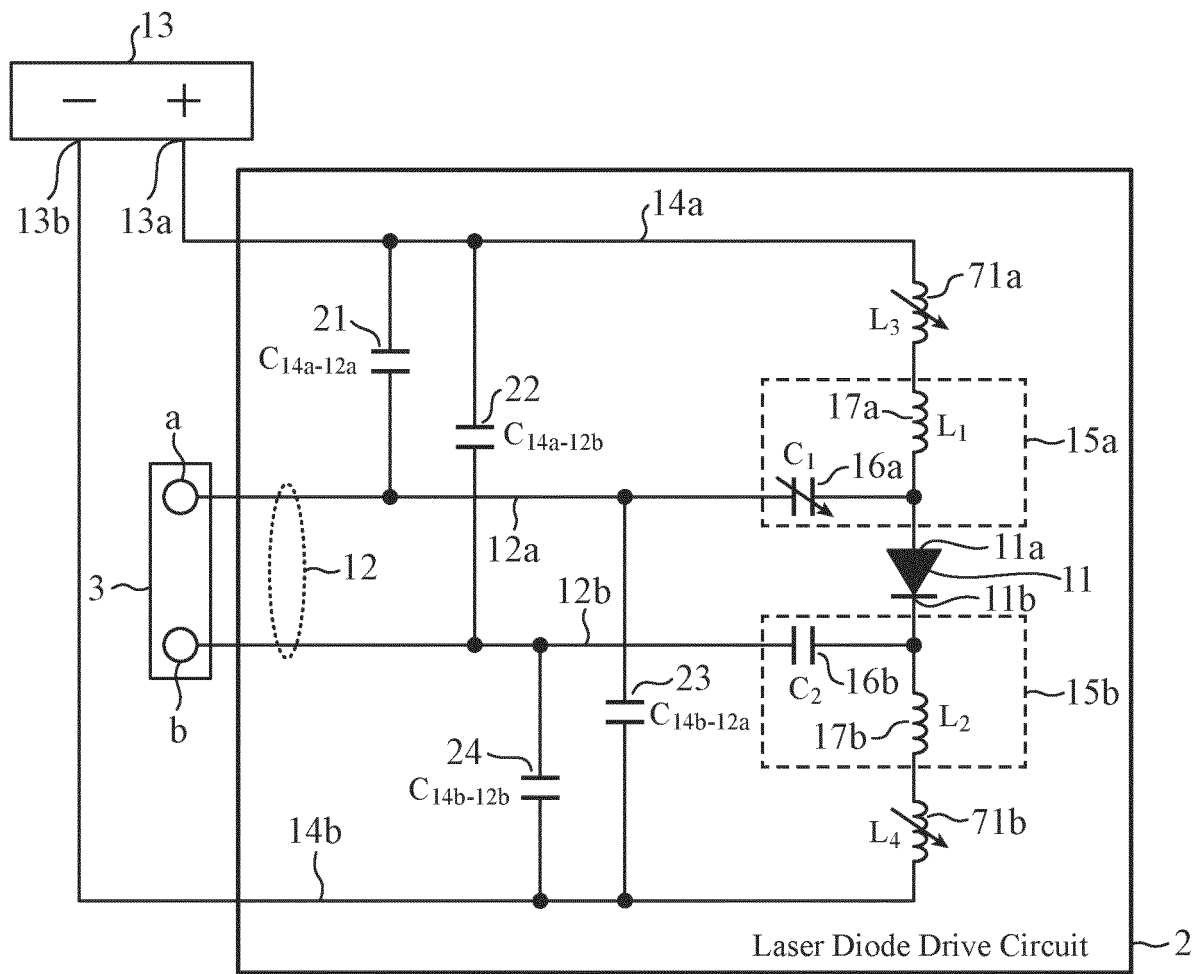 13
− +
13b 13a
14a
71a
L3
21
C14a-12a
22
C14a-12b
17a
L1
15a
a
C1
16a
12a
11a
3
12
11
12b
11b
b
C2
16b
23
C14b-12a
15b
17b
L2
24
C14b-12b
14b
L4
71b
Laser Diode Drive Circuit
2